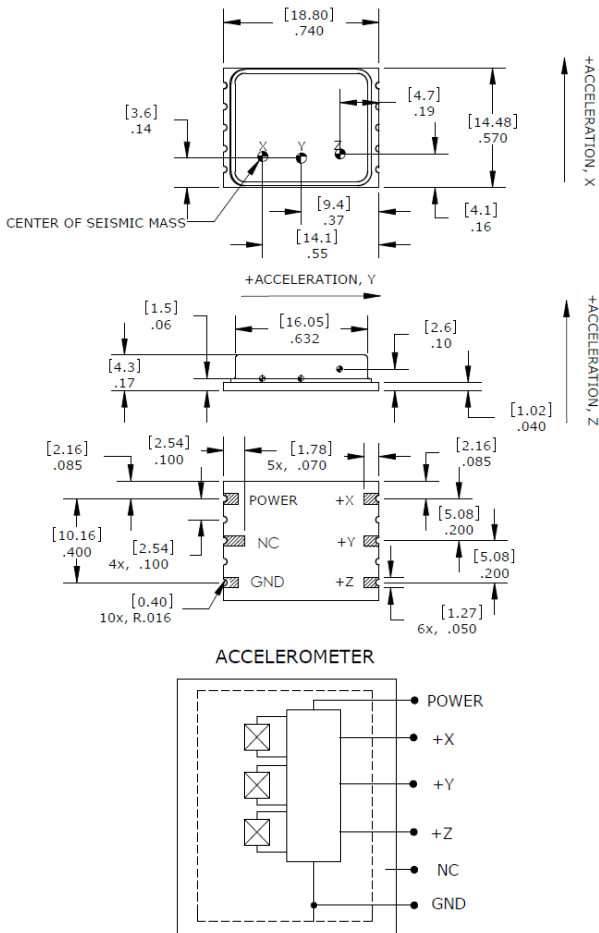 [18.80]
.740
[3.6]
.14
[4.7]
.19
[14.48]
.570
+ACCELERATION, X
X Y Z
CENTER OF SEISMIC MASS
[9.4]
.37
[4.1]
.16
[14.1]
.55
+ACCELERATION, Y
[1.5]
.06
[16.05]
.632
[2.6]
.10
+ACCELERATION, Z
[4.3]
.17
[1.02]
.040
[2.16]
.085
[2.54]
.100
[1.78]
5x, .070
[2.16]
.085
POWER +X
[10.16]
.400
[5.08]
.200
NC +Y
[2.54]
4x, .100
[5.08]
.200
GND +Z
[0.40]
10x, R.016
[1.27]
6x, .050
ACCELEROMETER
POWER
+X
+Y
+Z
NC
GND